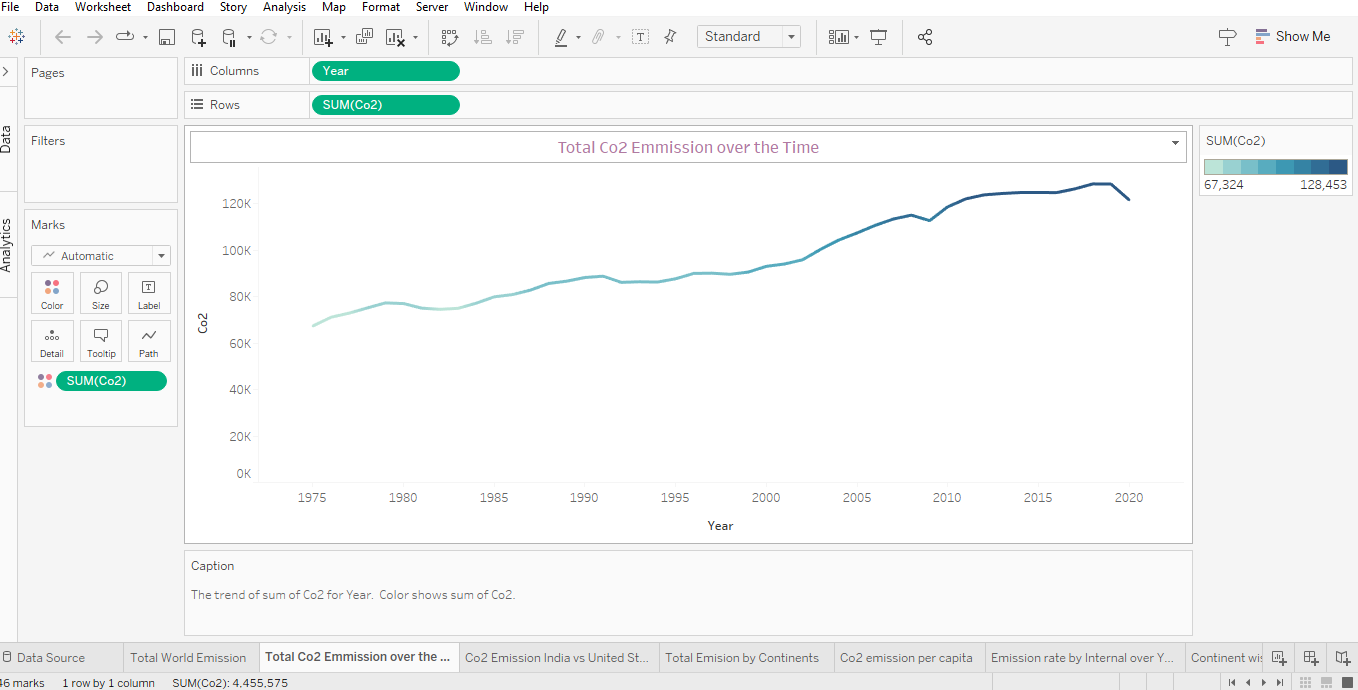 File Data Worksheet Dashboard Story Analysis Map Format Server Window Help
Standard
Show Me
Data
Analytics
Pages
Filters
Marks
Automatic
Color Size Label
Detail Tooltip Path
SUM(Co2)
Columns Year
Rows SUM(Co2)
Total Co2 Emmission over the Time
120K
100K
80K
60K
40K
20K
0K
Co2
1975 1980 1985 1990 1995 2000 2005 2010 2015 2020
Year
SUM(Co2)
67,324 128,453
Caption
The trend of sum of Co2 for Year. Color shows sum of Co2.
Data Source Total World Emission Total Co2 Emmission over the ... Co2 Emission India vs United St... Total Emision by Continents Co2 emission per capita Emission rate by Internal over Y... Continent wis
46 marks 1 row by 1 column SUM(Co2): 4,455,575